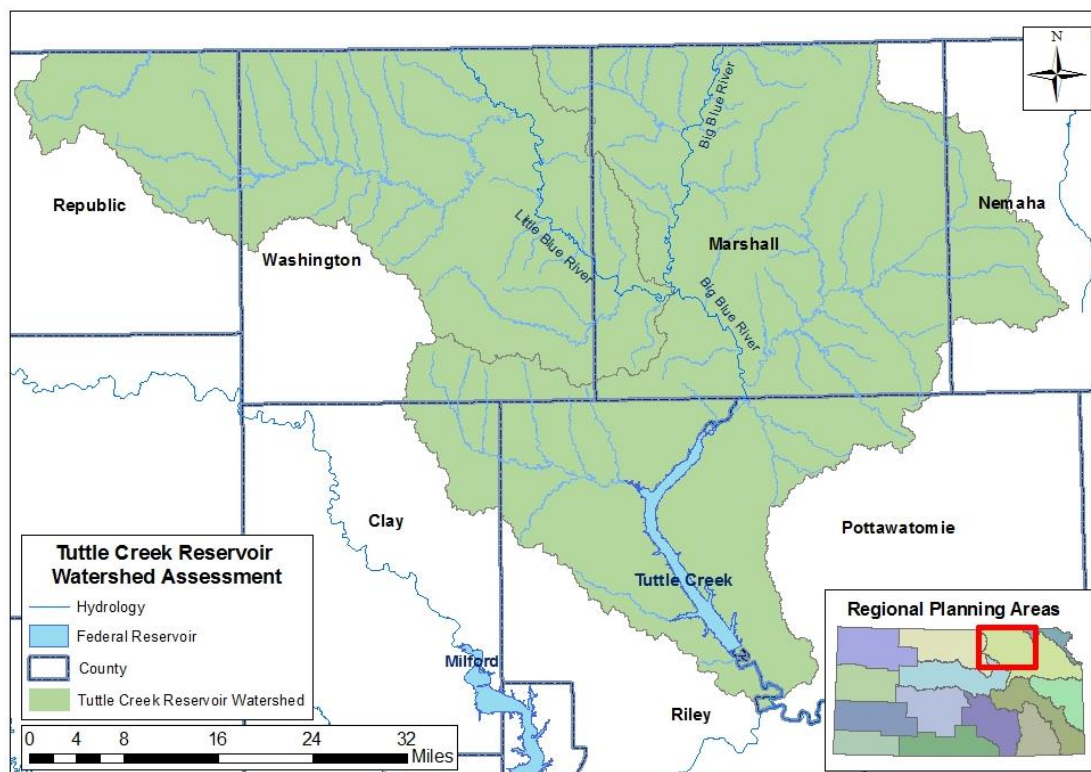 N
Big Blue River
Republic
Nemaha
Little Blue River
Marshall
Washington
Big Blue River
Clay
Pottawatomie
Tuttle Creek
Milford
Riley
Tuttle Creek Reservoir
Watershed Assessment
Hydrology
Federal Reservoir
County
Tuttle Creek Reservoir Watershed
0 4 8 16 24 32
Miles
Regional Planning Areas